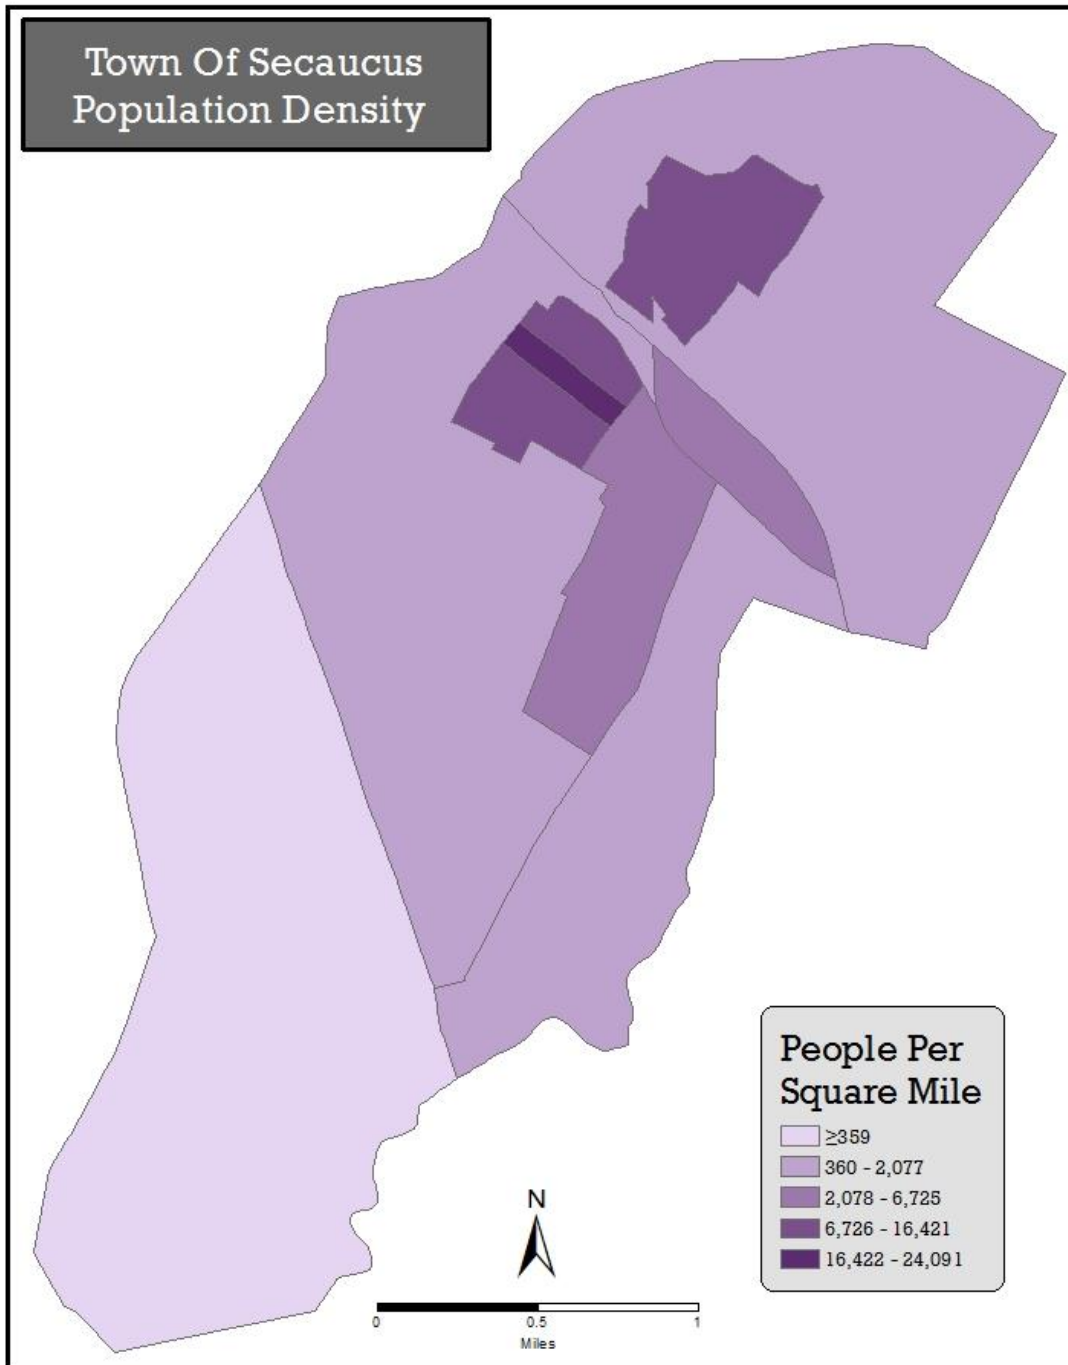 Town Of Secaucus
Population Density
People Per
Square Mile
≥359
360 - 2,077
2,078 - 6,725
6,726 - 16,421
16,422 - 24,091
N
0 0.5 1
Miles